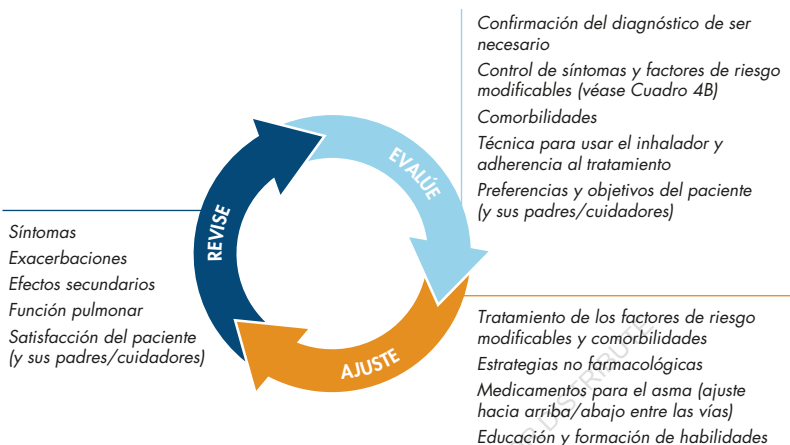 Confirmación del diagnóstico de ser
necesario
Control de síntomas y factores de riesgo
modificables (véase Cuadro 4B)
Comorbilidades
Técnica para usar el inhalador y
adherencia al tratamiento
Preferencias y objetivos del paciente
(y sus padres/cuidadores)
EVALÚE
REVISE
Síntomas
Exacerbaciones
Efectos secundarios
Función pulmonar
Satisfacción del paciente
(y sus padres/cuidadores)
AJUSTE
Tratamiento de los factores de riesgo
modificables y comorbilidades
Estrategias no farmacológicas
Medicamentos para el asma (ajuste
hacia arriba/abajo entre las vías)
Educación y formación de habilidades
DISTRIBUTE